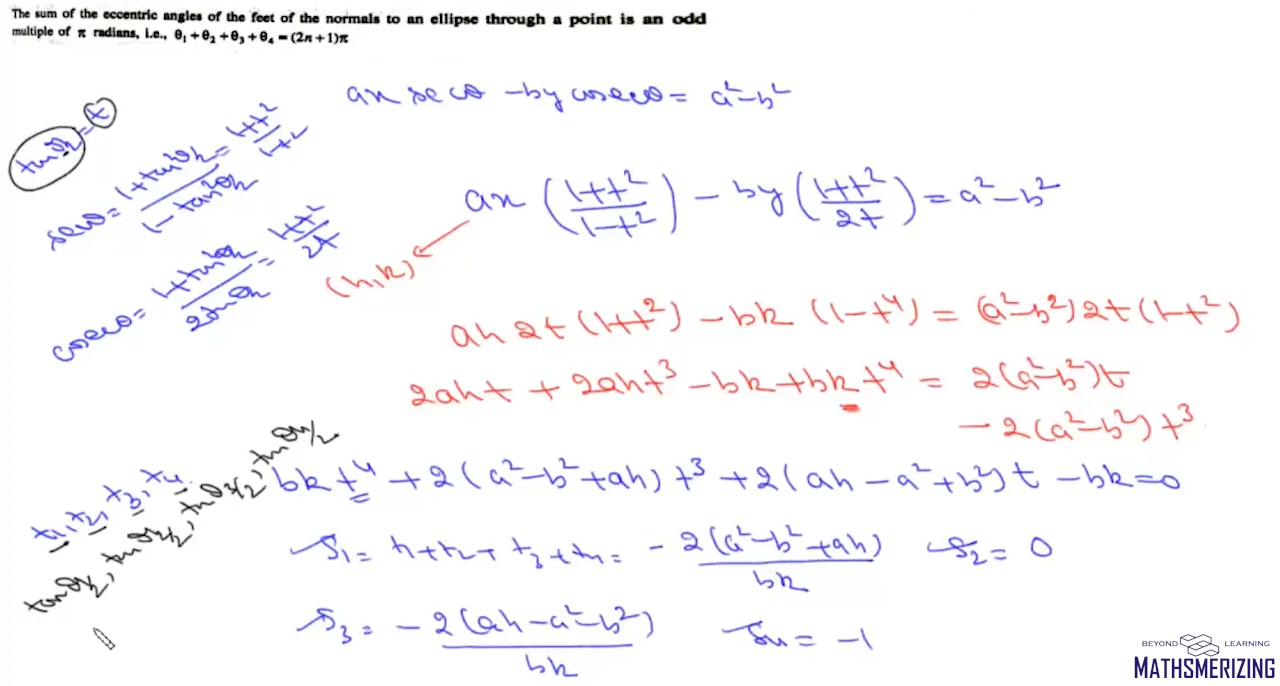 The sum of the eccentric angles of the feet of the normals to an ellipse through a point is an odd
multiple of π radians, i.e., θ₁+θ₂+θ₃+θ₄=(2n+1)π
ax secθ - by cosecθ = a²-b²
tanθ/2 = t
secθ = (1+tan²θ/2)/(1-tan²θ/2) = (1+t²)/(1-t²)
ax ((1+t²)/(1-t²)) - by ((1+t²)/(2t)) = a²-b²
cosecθ = (1+tan²θ/2)/(2tanθ/2) = (1+t²)/(2t)
(h,k)
ah 2t (1+t²) - bk (1-t⁴) = (a²-b²) 2t (1-t²)
2aht + 2aht³ - bk + bk t⁴ = 2(a²-b²)t
- 2(a²-b²)t³
t₁, t₂, t₃, t₄
bk t⁴ + 2(a²-b²+ah) t³ + 2(ah-a²+b²) t - bk = 0
tanθ₁/2, tanθ₂/2, tanθ₃/2, tanθ₄/2
S₁ = t₁+t₂+t₃+t₄ = - 2(a²-b²+ah)/bk S₂ = 0
S₃ = - 2(ah-a²-b²)/bk S₄ = -1
BEYOND LEARNING
MATHSMERIZING